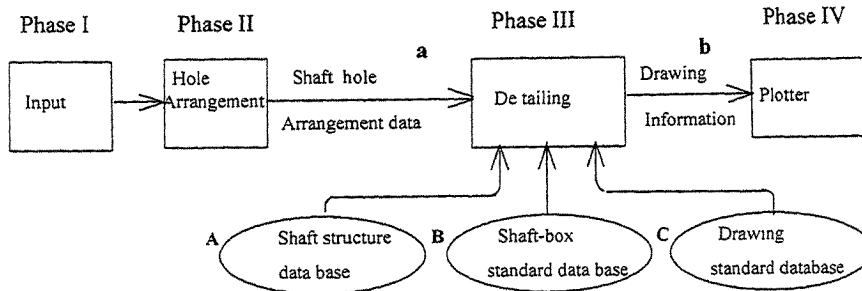 Phase I
Phase II
Phase III
Phase IV
a
b
Input
Hole
Arrangement
Shaft hole
Arrangement data
De tailing
Drawing
Information
Plotter
A
Shaft structure
data base
B
Shaft-box
standard data base
C
Drawing
standard database